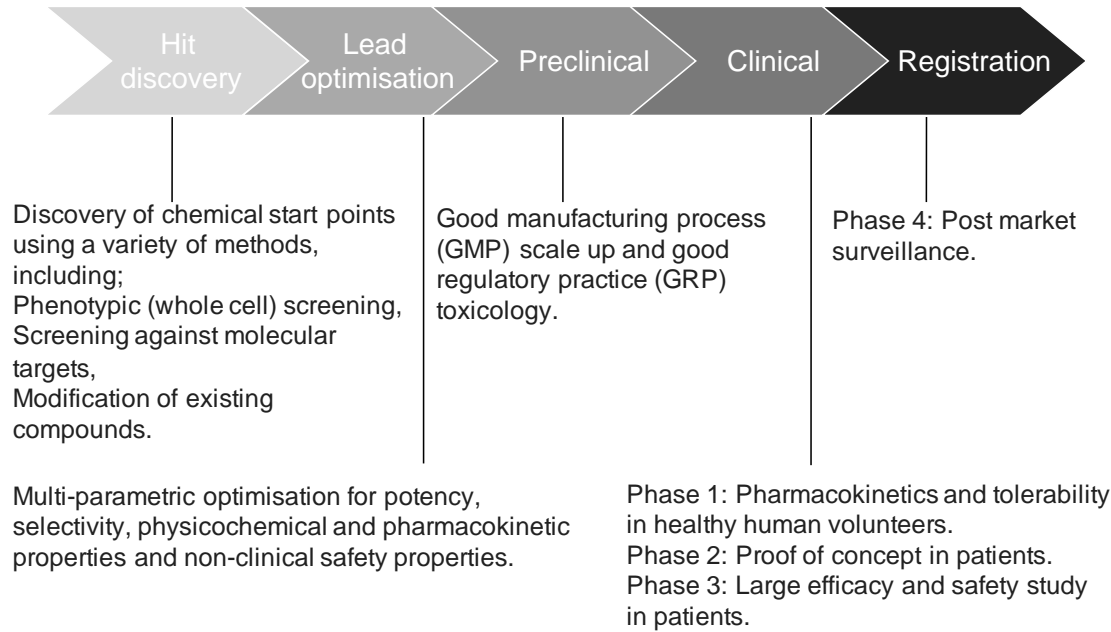 Hit
discovery
Lead
optimisation
Preclinical
Clinical
Registration
Discovery of chemical start points
using a variety of methods,
including;
Phenotypic (whole cell) screening,
Screening against molecular
targets,
Modification of existing
compounds.
Good manufacturing process
(GMP) scale up and good
regulatory practice (GRP)
toxicology.
Phase 4: Post market
surveillance.
Multi-parametric optimisation for potency,
selectivity, physicochemical and pharmacokinetic
properties and non-clinical safety properties.
Phase 1: Pharmacokinetics and tolerability
in healthy human volunteers.
Phase 2: Proof of concept in patients.
Phase 3: Large efficacy and safety study
in patients.